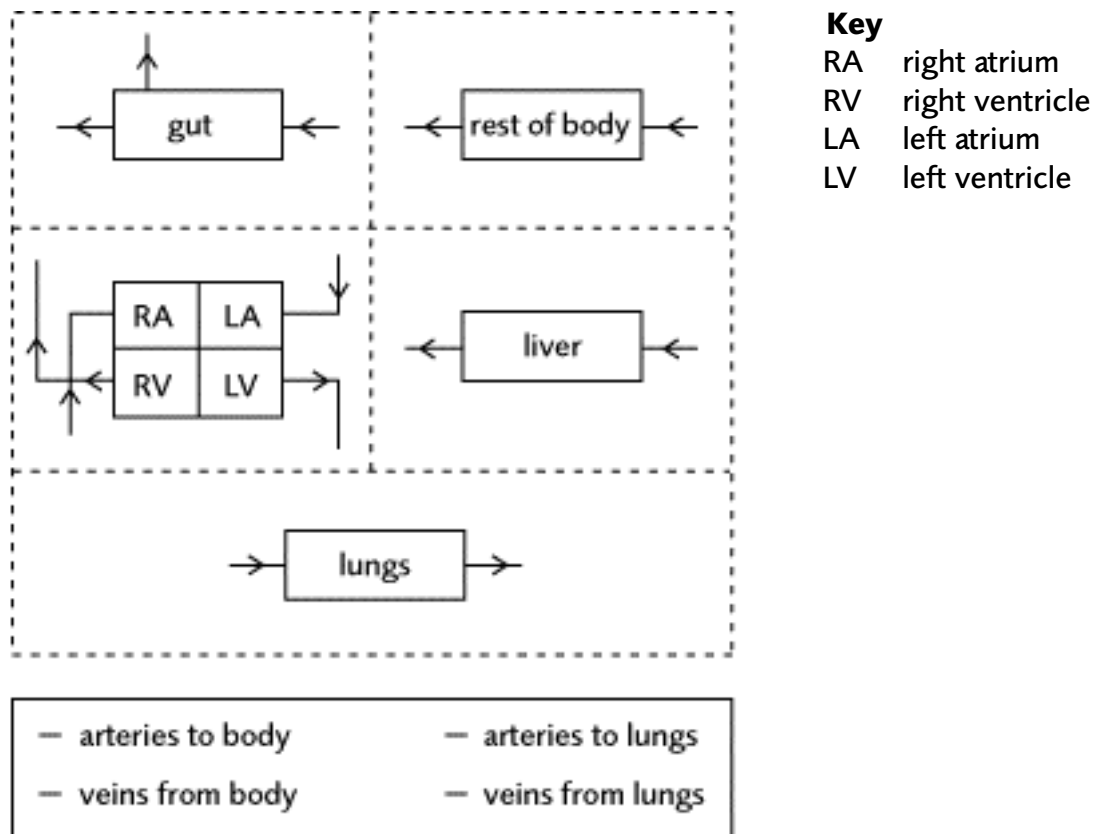 Key
RA right atrium
RV right ventricle
LA left atrium
LV left ventricle
gut
rest of body
RA LA
RV LV
liver
lungs
— arteries to body — arteries to lungs
— veins from body — veins from lungs